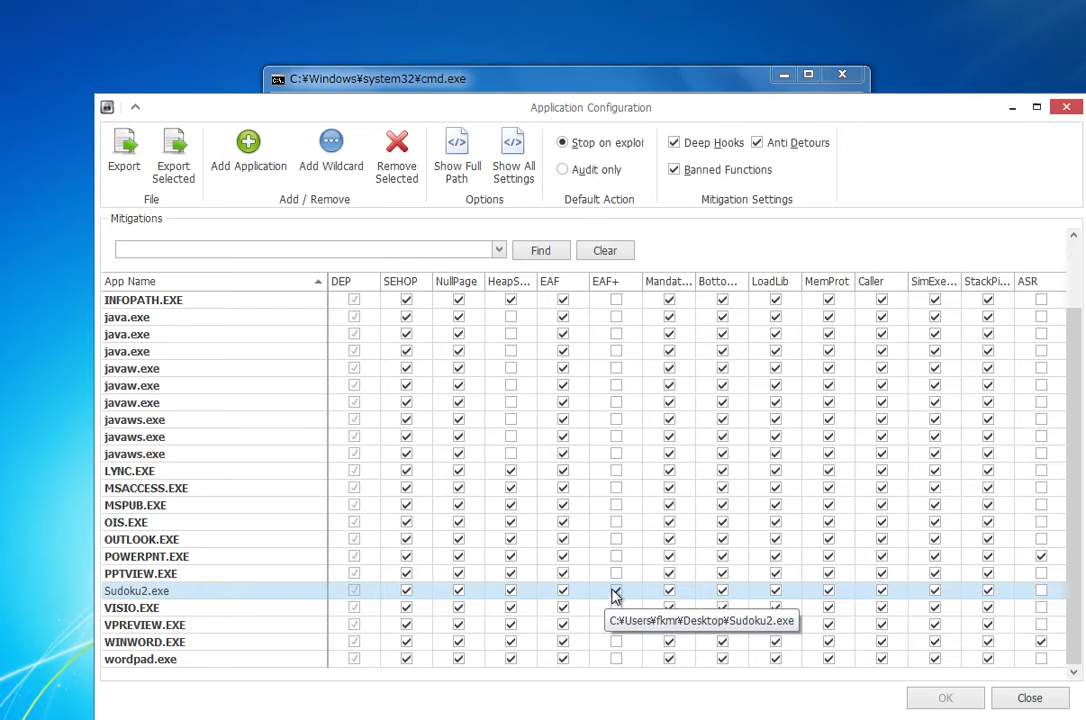 C:¥Windows¥system32¥cmd.exe
Application Configuration
Export
Export Selected
Add Application
Add Wildcard
Remove Selected
Show Full Path
Show All Settings
Stop on exploi
Audit only
Deep Hooks
Anti Detours
Banned Functions
File
Add / Remove
Options
Default Action
Mitigation Settings
Mitigations
Find
Clear
App Name DEP SEHOP NullPage HeapS... EAF EAF+ Mandat... Botto... LoadLib MemProt Caller SimExe... StackPi... ASR
INFOPATH.EXE
java.exe
java.exe
java.exe
javaw.exe
javaw.exe
javaw.exe
javaws.exe
javaws.exe
javaws.exe
LYNC.EXE
MSACCESS.EXE
MSPUB.EXE
OIS.EXE
OUTLOOK.EXE
POWERPNT.EXE
PPTVIEW.EXE
Sudoku2.exe
VISIO.EXE
C:¥Users¥fkmr¥Desktop¥Sudoku2.exe
VPREVIEW.EXE
WINWORD.EXE
wordpad.exe
OK
Close